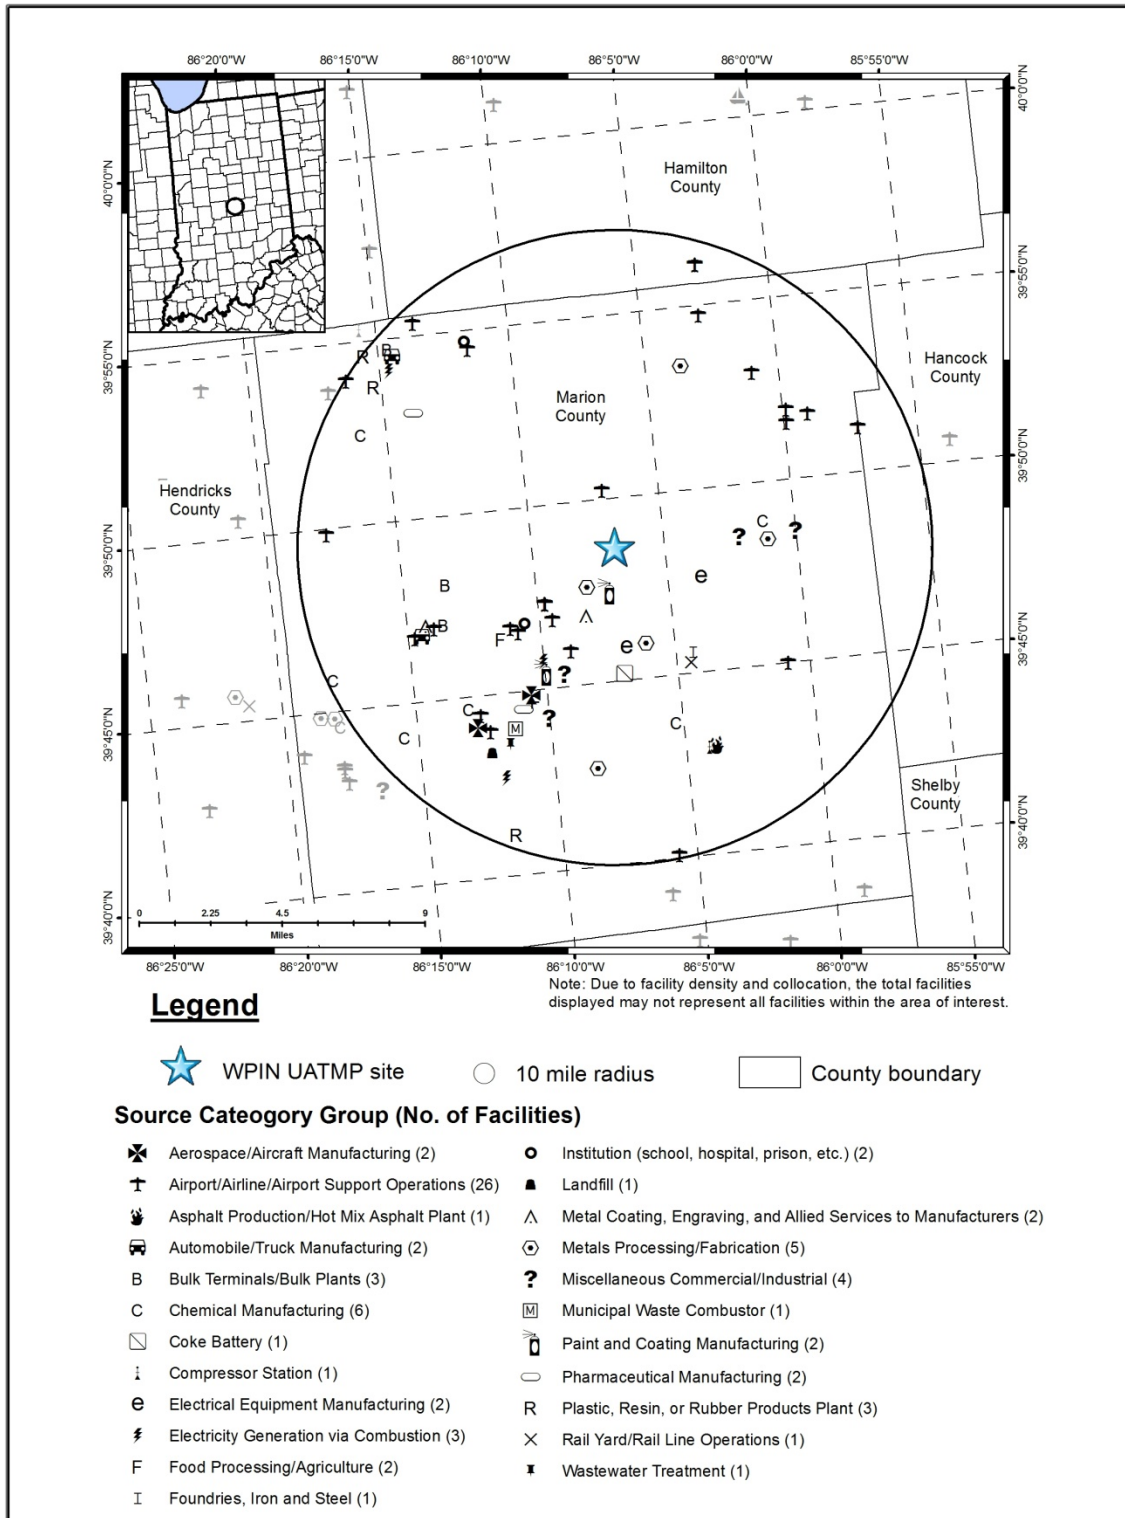 86°20'0"W 86°15'0"W 86°10'0"W 86°5'0"W 86°0'0"W 85°55'0"W
40°0'0"N
40°0'0"N
39°55'0"N
39°55'0"N
39°50'0"N
39°50'0"N
39°45'0"N
39°45'0"N
39°40'0"N
39°40'0"N
Hamilton
County
Hancock
County
Marion
County
Hendricks
County
Shelby
County
B
R
R
C
C
?
?
e
B
B
F
e
C
?
C
?
C
C
C
M
?
R
0 2.25 4.5 9
Miles
86°25'0"W 86°20'0"W 86°15'0"W 86°10'0"W 86°5'0"W 86°0'0"W 85°55'0"W
Note: Due to facility density and collocation, the total facilities
displayed may not represent all facilities within the area of interest.
Legend
WPIN UATMP site 10 mile radius County boundary
Source Cateogory Group (No. of Facilities)
Aerospace/Aircraft Manufacturing (2)
Airport/Airline/Airport Support Operations (26)
Asphalt Production/Hot Mix Asphalt Plant (1)
Automobile/Truck Manufacturing (2)
B Bulk Terminals/Bulk Plants (3)
C Chemical Manufacturing (6)
Coke Battery (1)
Compressor Station (1)
e Electrical Equipment Manufacturing (2)
Electricity Generation via Combustion (3)
F Food Processing/Agriculture (2)
I Foundries, Iron and Steel (1)
Institution (school, hospital, prison, etc.) (2)
Landfill (1)
Metal Coating, Engraving, and Allied Services to Manufacturers (2)
Metals Processing/Fabrication (5)
? Miscellaneous Commercial/Industrial (4)
M Municipal Waste Combustor (1)
Paint and Coating Manufacturing (2)
Pharmaceutical Manufacturing (2)
R Plastic, Resin, or Rubber Products Plant (3)
Rail Yard/Rail Line Operations (1)
Wastewater Treatment (1)